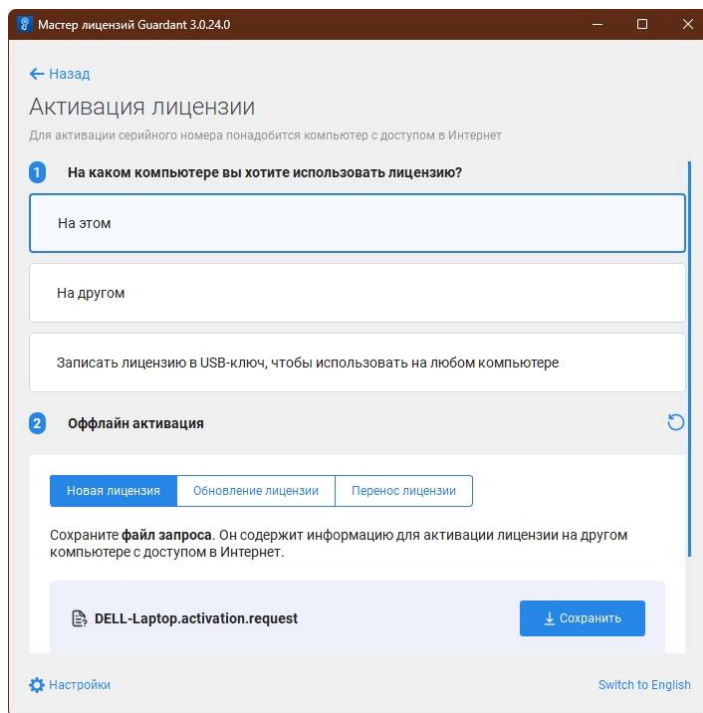 Мастер лицензий Guardant 3.0.24.0
Назад
Активация лицензии
Для активации серийного номера понадобится компьютер с доступом в Интернет
1 На каком компьютере вы хотите использовать лицензию?
На этом
На другом
Записать лицензию в USB-ключ, чтобы использовать на любом компьютере
2 Оффлайн активация
Новая лицензия Обновление лицензии Перенос лицензии
Сохраните файл запроса. Он содержит информацию для активации лицензии на другом
компьютере с доступом в Интернет.
DELL-Laptop.activation.request Сохранить
Настройки Switch to English